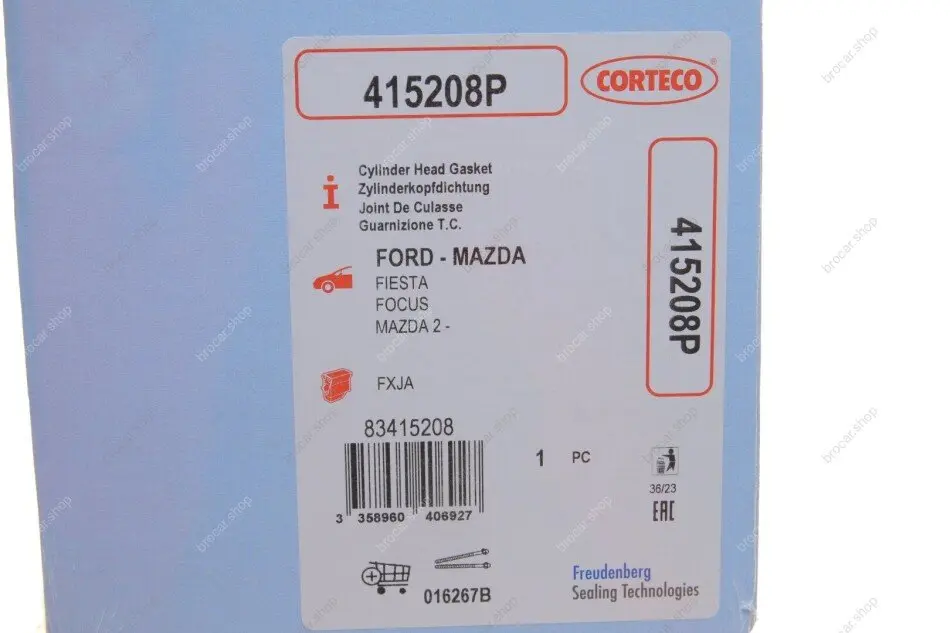 415208P
CORTECO®
Cylinder Head Gasket
Zylinderkopfdichtung
Joint De Culasse
Guarnizione T.C.
FORD - MAZDA
FIESTA
FOCUS
MAZDA 2 -
415208P
FXJA
83415208
3 358960 406927
1 PC
36/23
EAC
016267B
Freudenberg
Sealing Technologies
brocar.shop